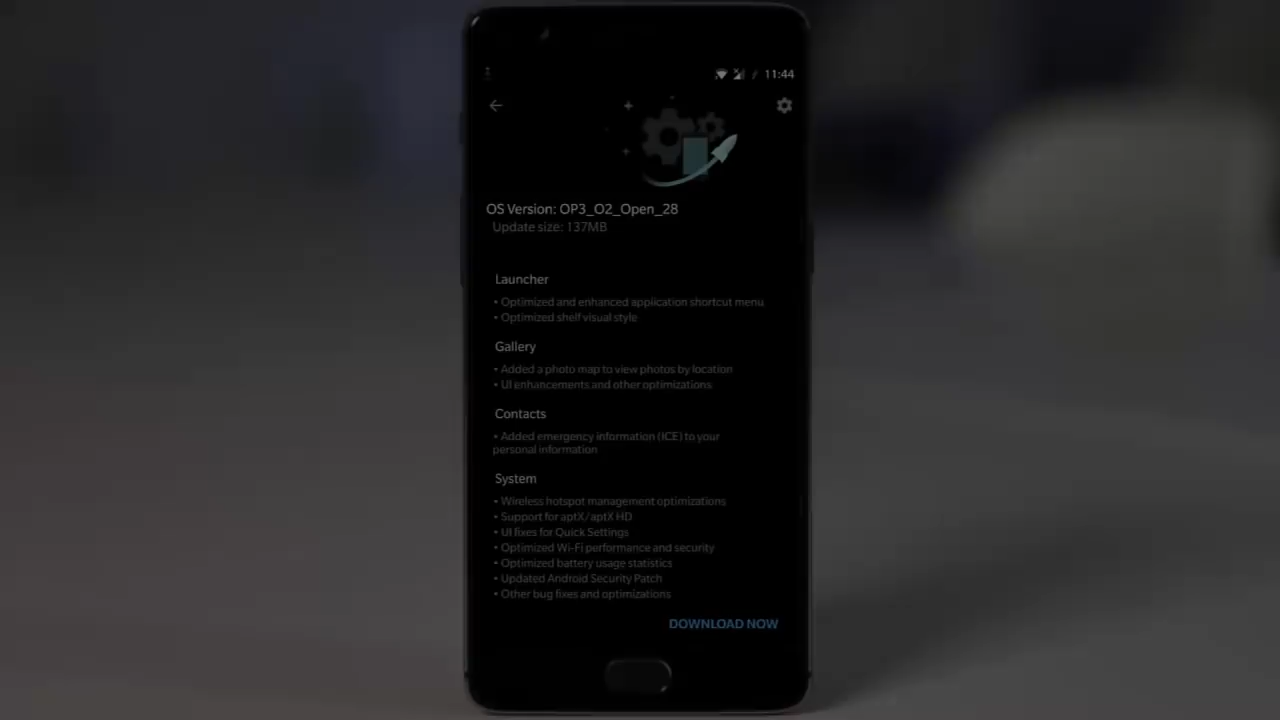 11:44
OS Version: OP3_O2_Open_28
Update size: 137MB
Launcher
• Optimized and enhanced application shortcut menu
• Optimized shelf visual style
Gallery
• Added a photo map to view photos by location
• UI enhancements and other optimizations
Contacts
• Added emergency information (ICE) to your
personal information
System
• Wireless hotspot management optimizations
• Support for aptX/aptX HD
• UI fixes for Quick Settings
• Optimized Wi-Fi performance and security
• Optimized battery usage statistics
• Updated Android Security Patch
• Other bug fixes and optimizations
DOWNLOAD NOW